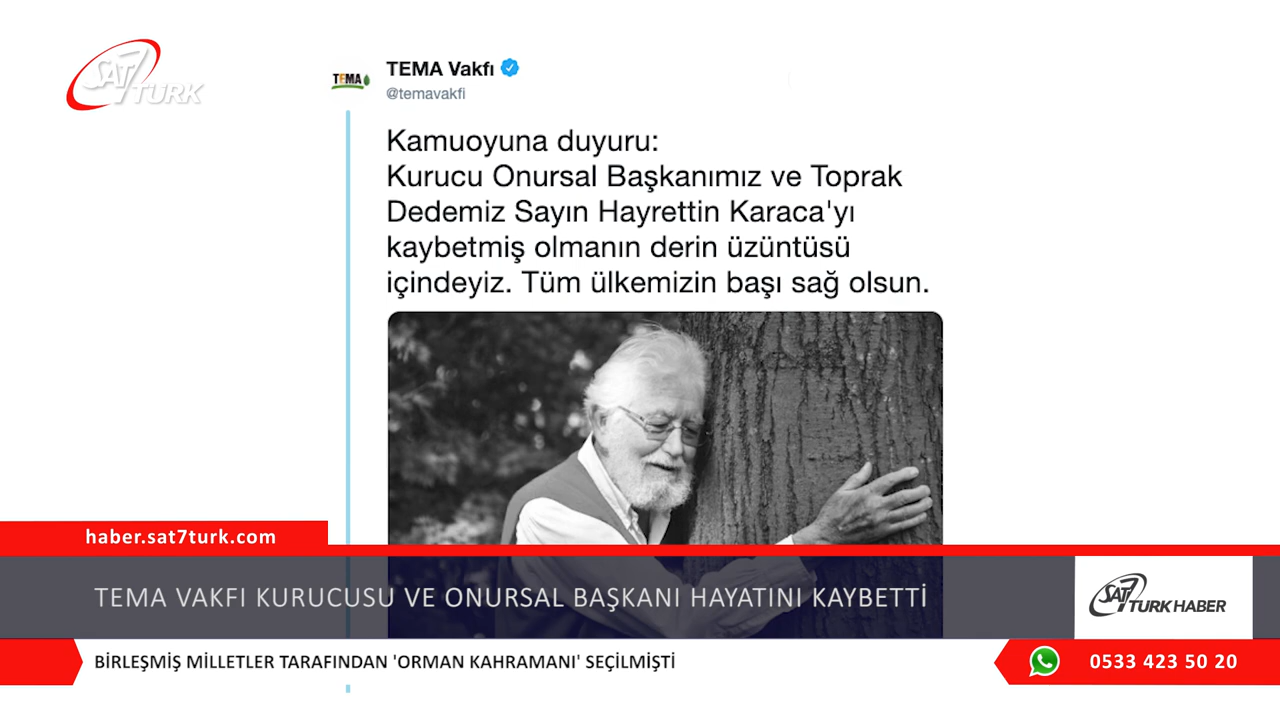 SAT7 TURK
TEMA
TEMA Vakfı
@temavakfi
Kamuoyuna duyuru:
Kurucu Onursal Başkanımız ve Toprak
Dedemiz Sayın Hayrettin Karaca'yı
kaybetmiş olmanın derin üzüntüsü
içindeyiz. Tüm ülkemizin başı sağ olsun.
haber.sat7turk.com
TEMA VAKFI KURUCUSU VE ONURSAL BAŞKANI HAYATINI KAYBETTİ
SAT7 TURK HABER
BİRLEŞMİŞ MİLLETLER TARAFINDAN 'ORMAN KAHRAMANI' SEÇİLMİŞTİ
0533 423 50 20